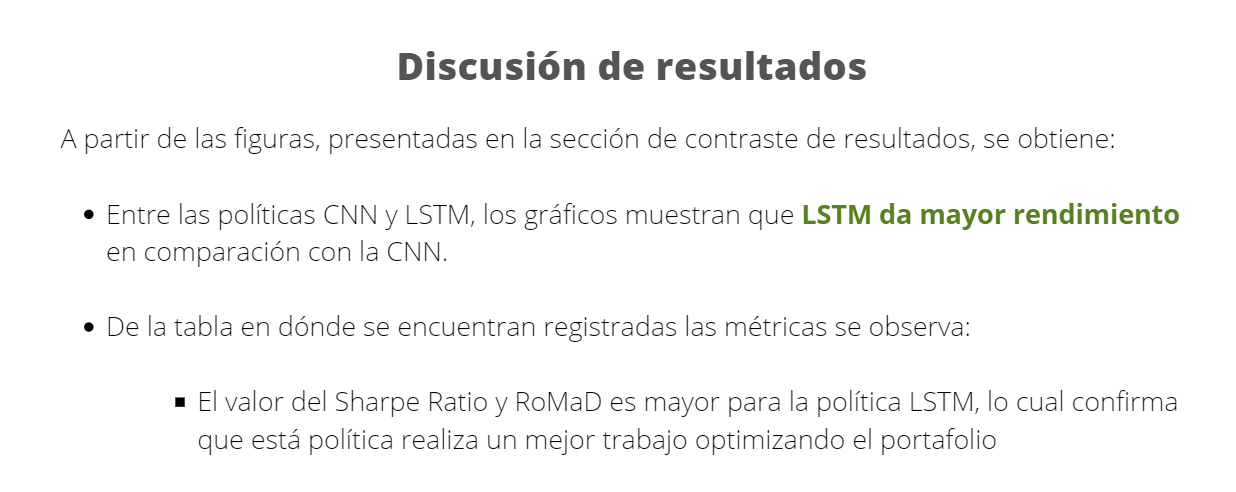 Discusión de resultados
A partir de las figuras, presentadas en la sección de contraste de resultados, se obtiene:
• Entre las políticas CNN y LSTM, los gráficos muestran que LSTM da mayor rendimiento
en comparación con la CNN.
• De la tabla en dónde se encuentran registradas las métricas se observa:
▪ El valor del Sharpe Ratio y RoMaD es mayor para la política LSTM, lo cual confirma
que está política realiza un mejor trabajo optimizando el portafolio